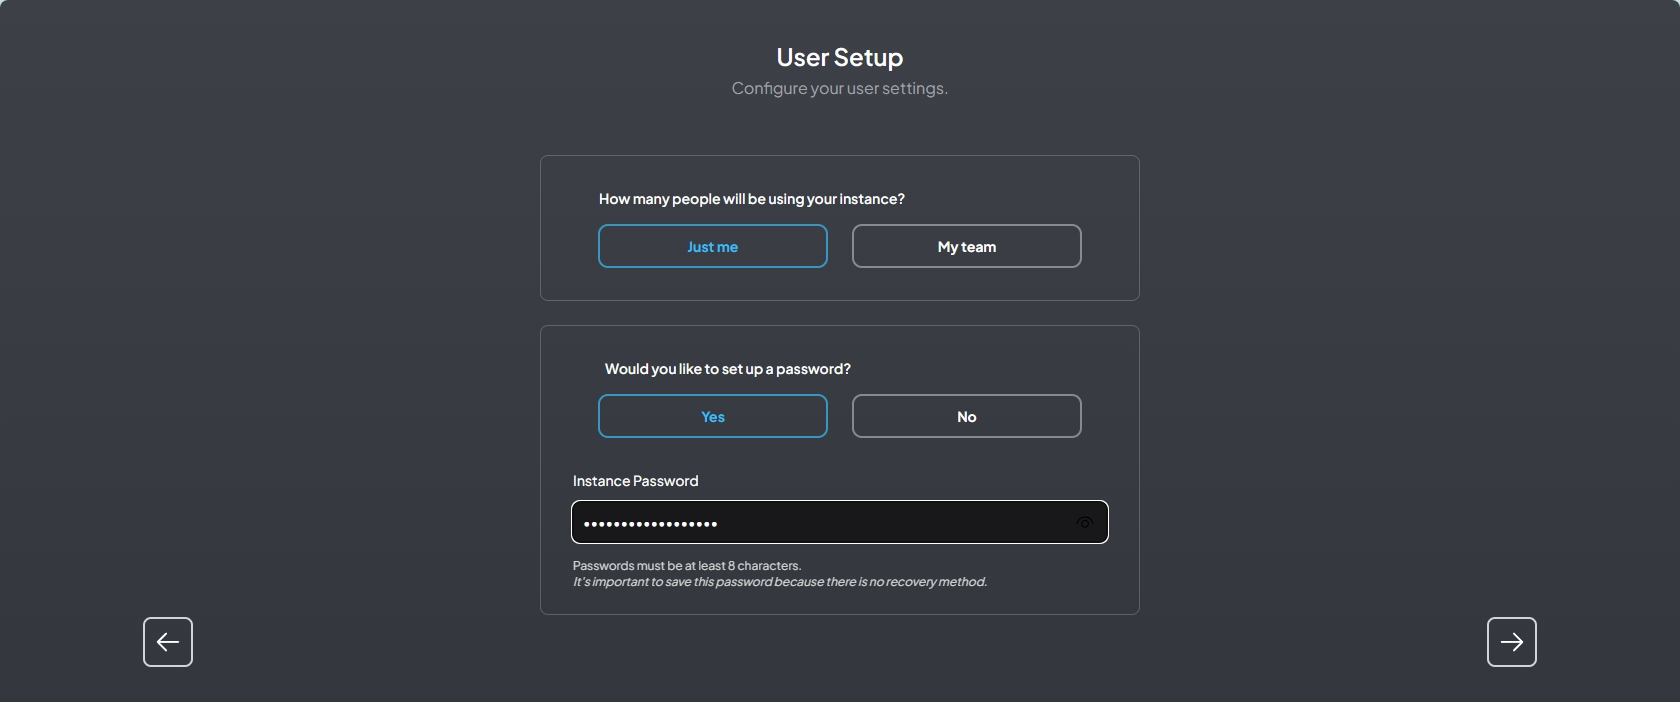 User Setup
Configure your user settings.
How many people will be using your instance?
Just me
My team
Would you like to set up a password?
Yes
No
Instance Password
••••••••••••••••••
Passwords must be at least 8 characters.
It's important to save this password because there is no recovery method.